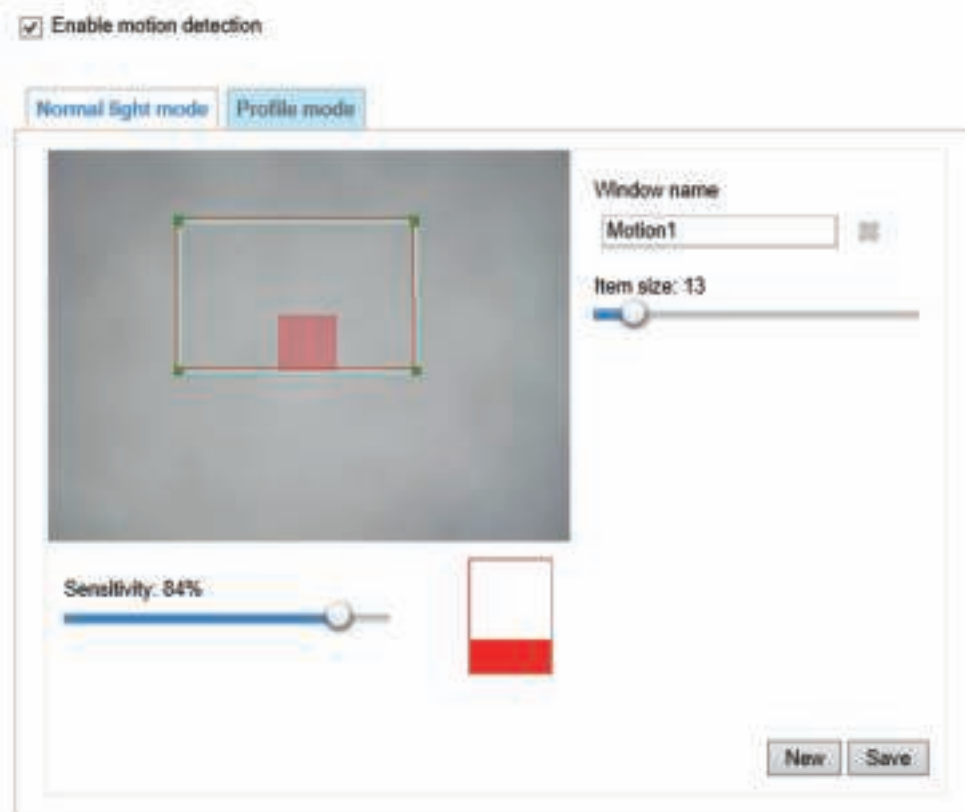 Enable motion detection
Normal light mode
Profile mode
Window name
Motion1
Item size: 13
Sensitivity: 84%
New
Save